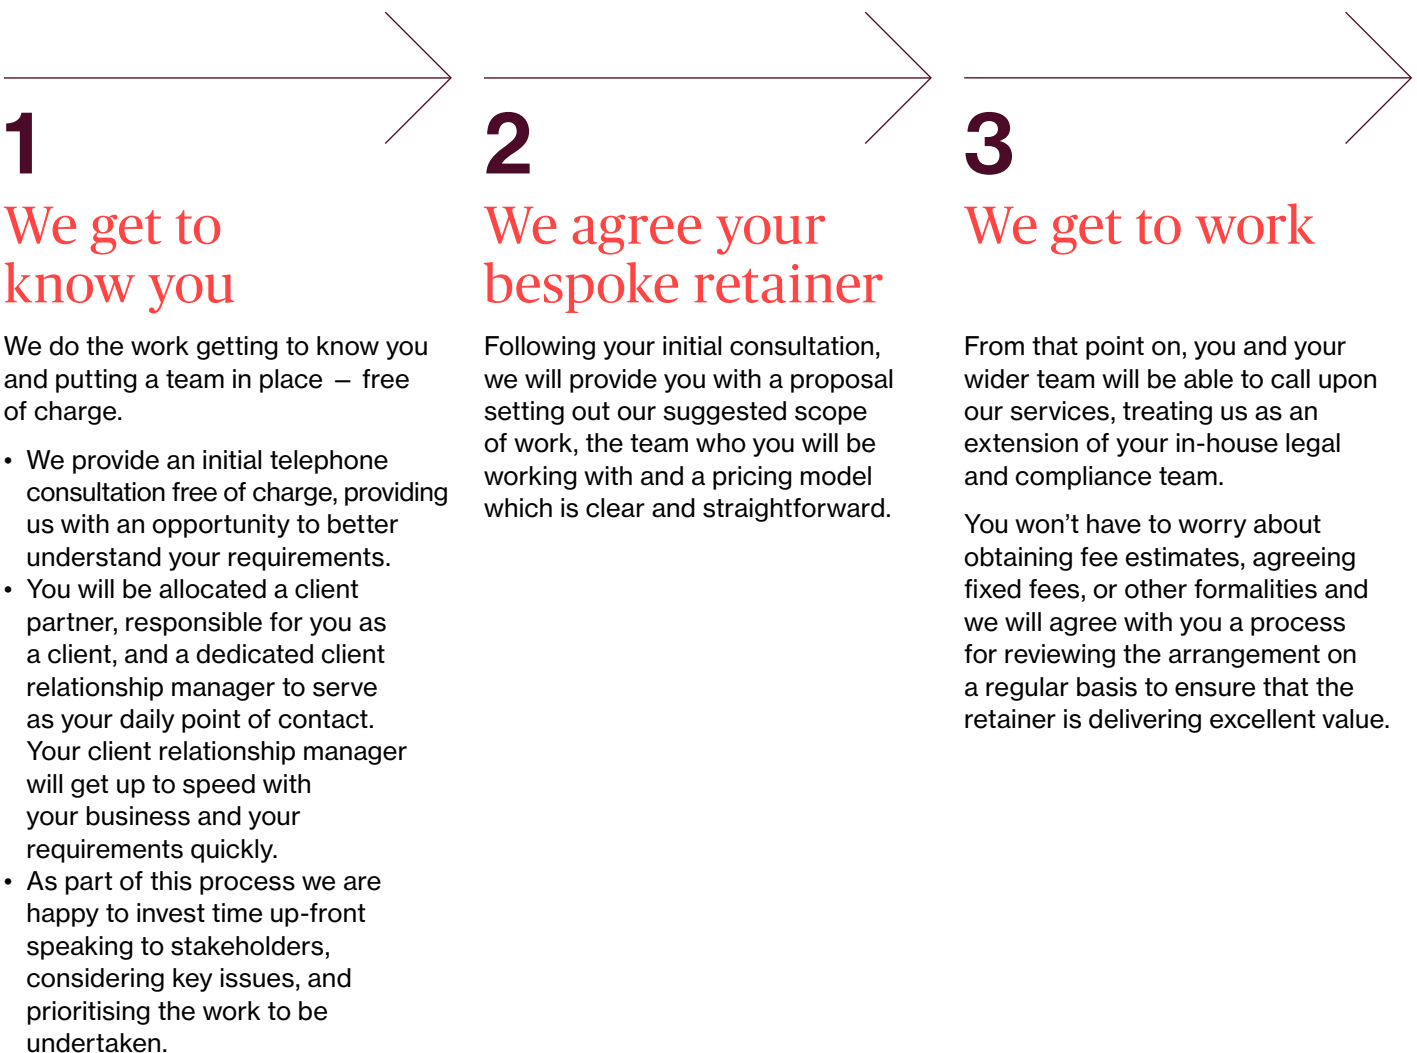 1
We get to
know you
We do the work getting to know you
and putting a team in place – free
of charge.
• We provide an initial telephone
consultation free of charge, providing
us with an opportunity to better
understand your requirements.
• You will be allocated a client
partner, responsible for you as
a client, and a dedicated client
relationship manager to serve
as your daily point of contact.
Your client relationship manager
will get up to speed with
your business and your
requirements quickly.
• As part of this process we are
happy to invest time up-front
speaking to stakeholders,
considering key issues, and
prioritising the work to be
undertaken.
2
We agree your
bespoke retainer
Following your initial consultation,
we will provide you with a proposal
setting out our suggested scope
of work, the team who you will be
working with and a pricing model
which is clear and straightforward.
3
We get to work
From that point on, you and your
wider team will be able to call upon
our services, treating us as an
extension of your in-house legal
and compliance team.
You won’t have to worry about
obtaining fee estimates, agreeing
fixed fees, or other formalities and
we will agree with you a process
for reviewing the arrangement on
a regular basis to ensure that the
retainer is delivering excellent value.